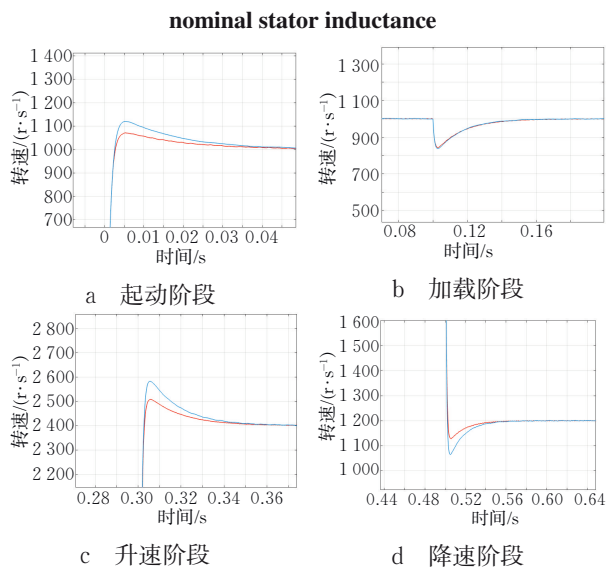 nominal stator inductance
转速/(r·s⁻¹)
1 400
1 300
1 200
1 100
1 000
900
800
700
0 0.01 0.02 0.03 0.04
时间/s
a 起动阶段
转速/(r·s⁻¹)
1 300
1 100
900
700
500
0.08 0.12 0.16
时间/s
b 加载阶段
转速/(r·s⁻¹)
2 800
2 700
2 600
2 500
2 400
2 300
2 200
0.28 0.30 0.32 0.34 0.36
时间/s
c 升速阶段
转速/(r·s⁻¹)
1 600
1 500
1 400
1 300
1 200
1 100
1 000
0.44 0.48 0.52 0.56 0.60 0.64
时间/s
d 降速阶段